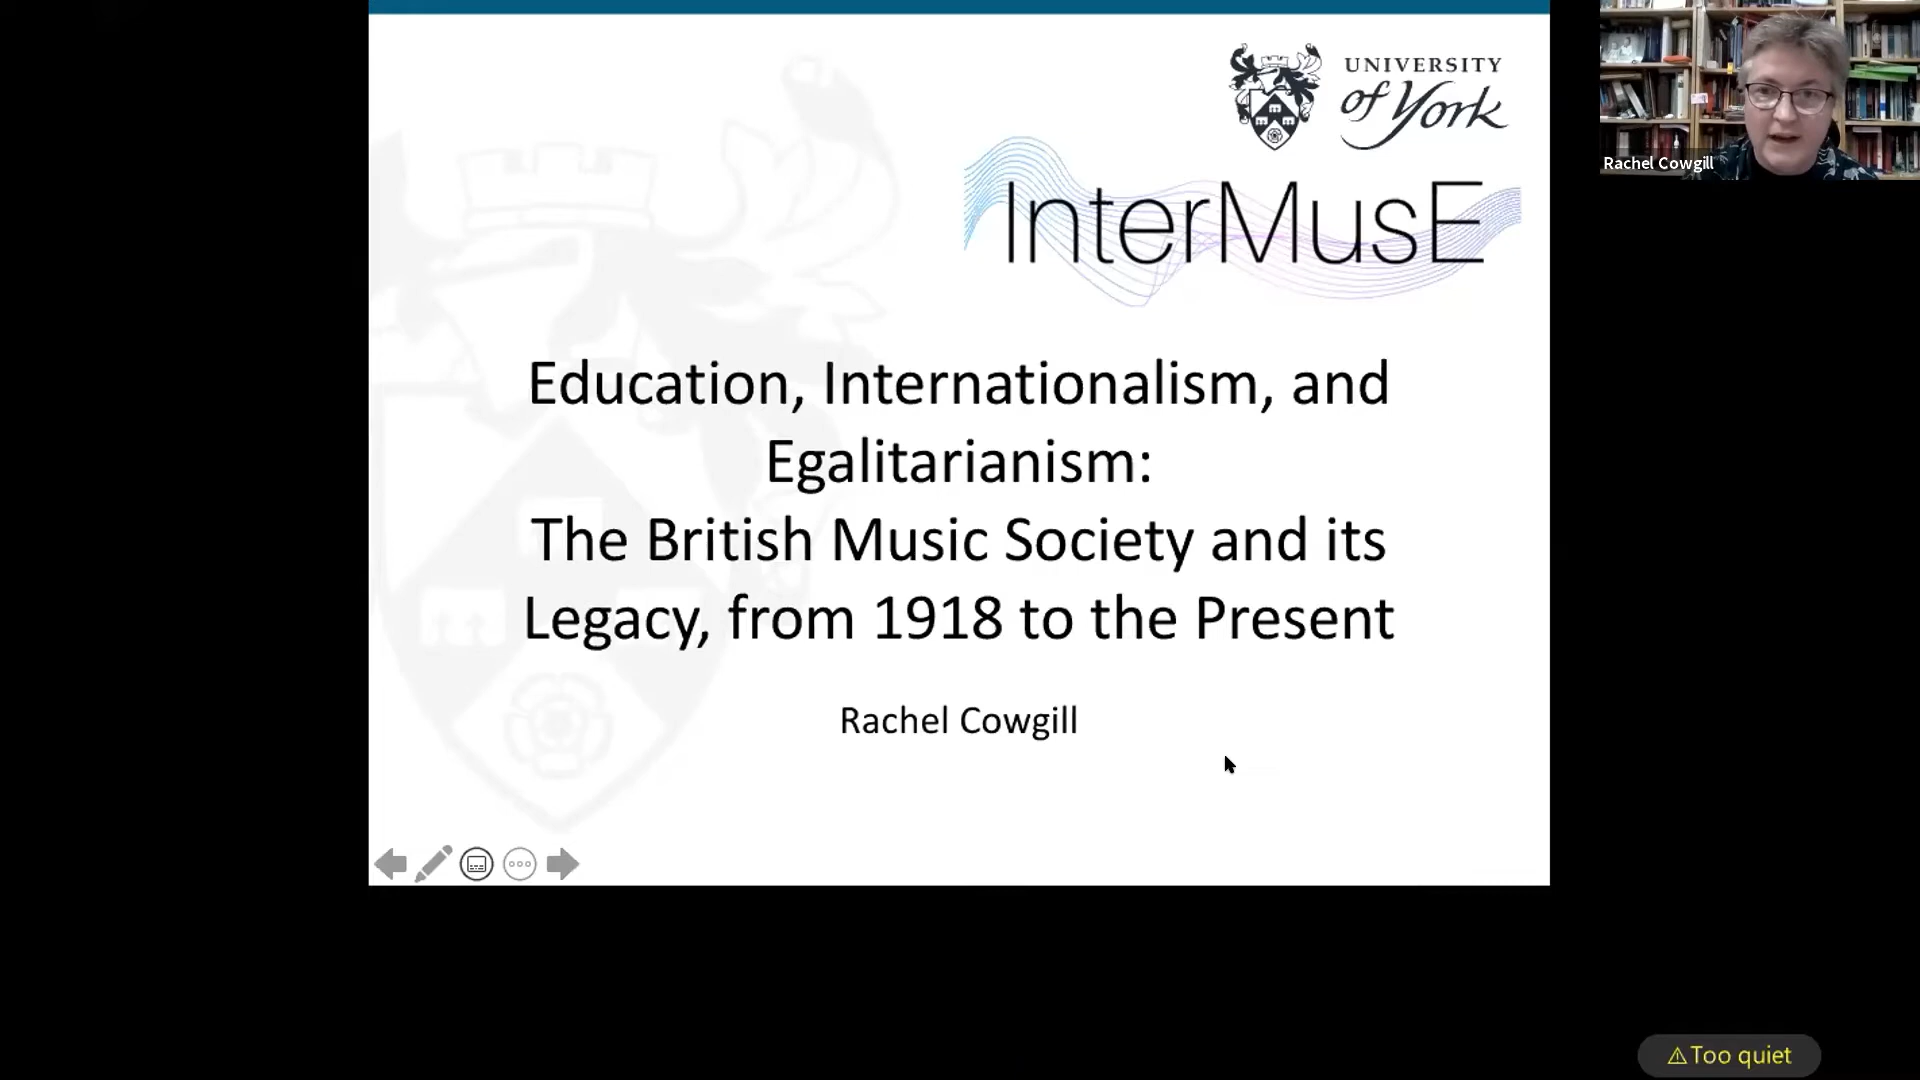 UNIVERSITY
of York
InterMusE
Rachel Cowgill
Education, Internationalism, and
Egalitarianism:
The British Music Society and its
Legacy, from 1918 to the Present
Rachel Cowgill
⚠Too quiet